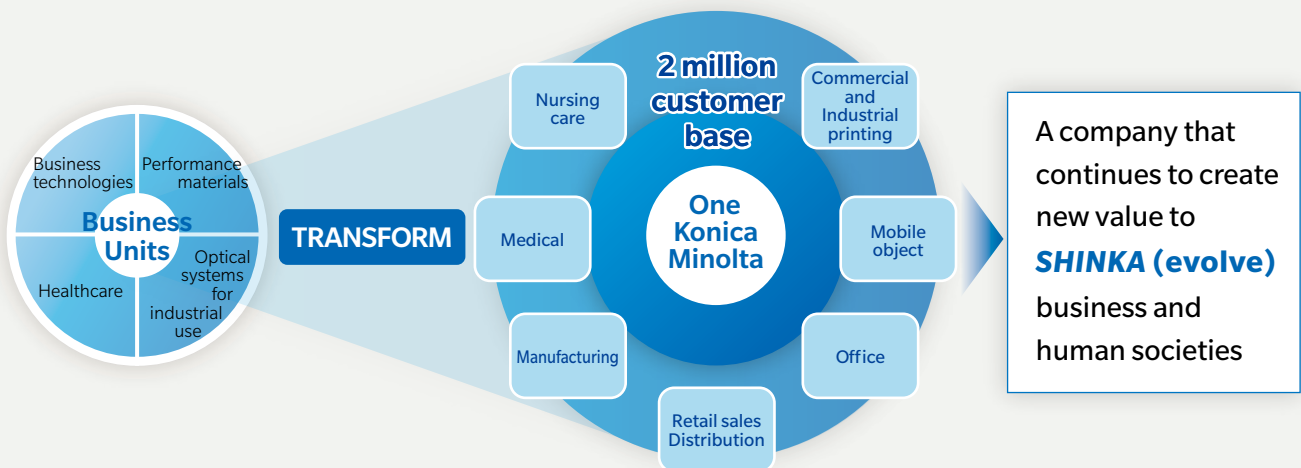 Business
technologies
Performance
materials
Business
Units
Healthcare
Optical
systems
for
industrial
use
TRANSFORM
2 million
customer
base
Nursing
care
Commercial
and
Industrial
printing
Medical
One
Konica
Minolta
Mobile
object
Manufacturing
Office
Retail sales
Distribution
A company that
continues to create
new value to
SHINKA (evolve)
business and
human societies